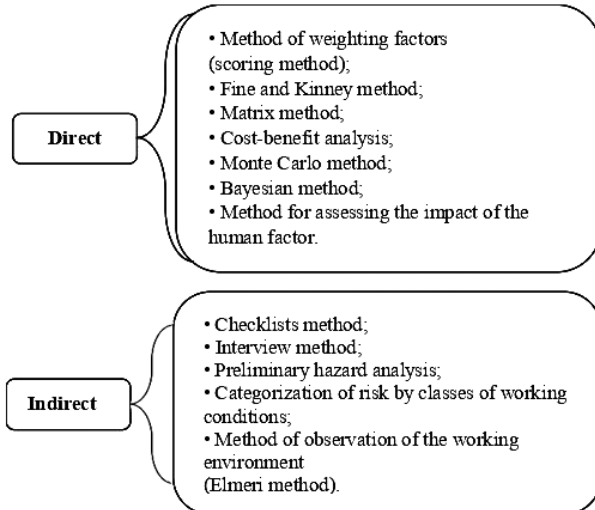 Direct
• Method of weighting factors
(scoring method);
• Fine and Kinney method;
• Matrix method;
• Cost-benefit analysis;
• Monte Carlo method;
• Bayesian method;
• Method for assessing the impact of the
human factor.
Indirect
• Checklists method;
• Interview method;
• Preliminary hazard analysis;
• Categorization of risk by classes of working
conditions;
• Method of observation of the working
environment
(Elmeri method).